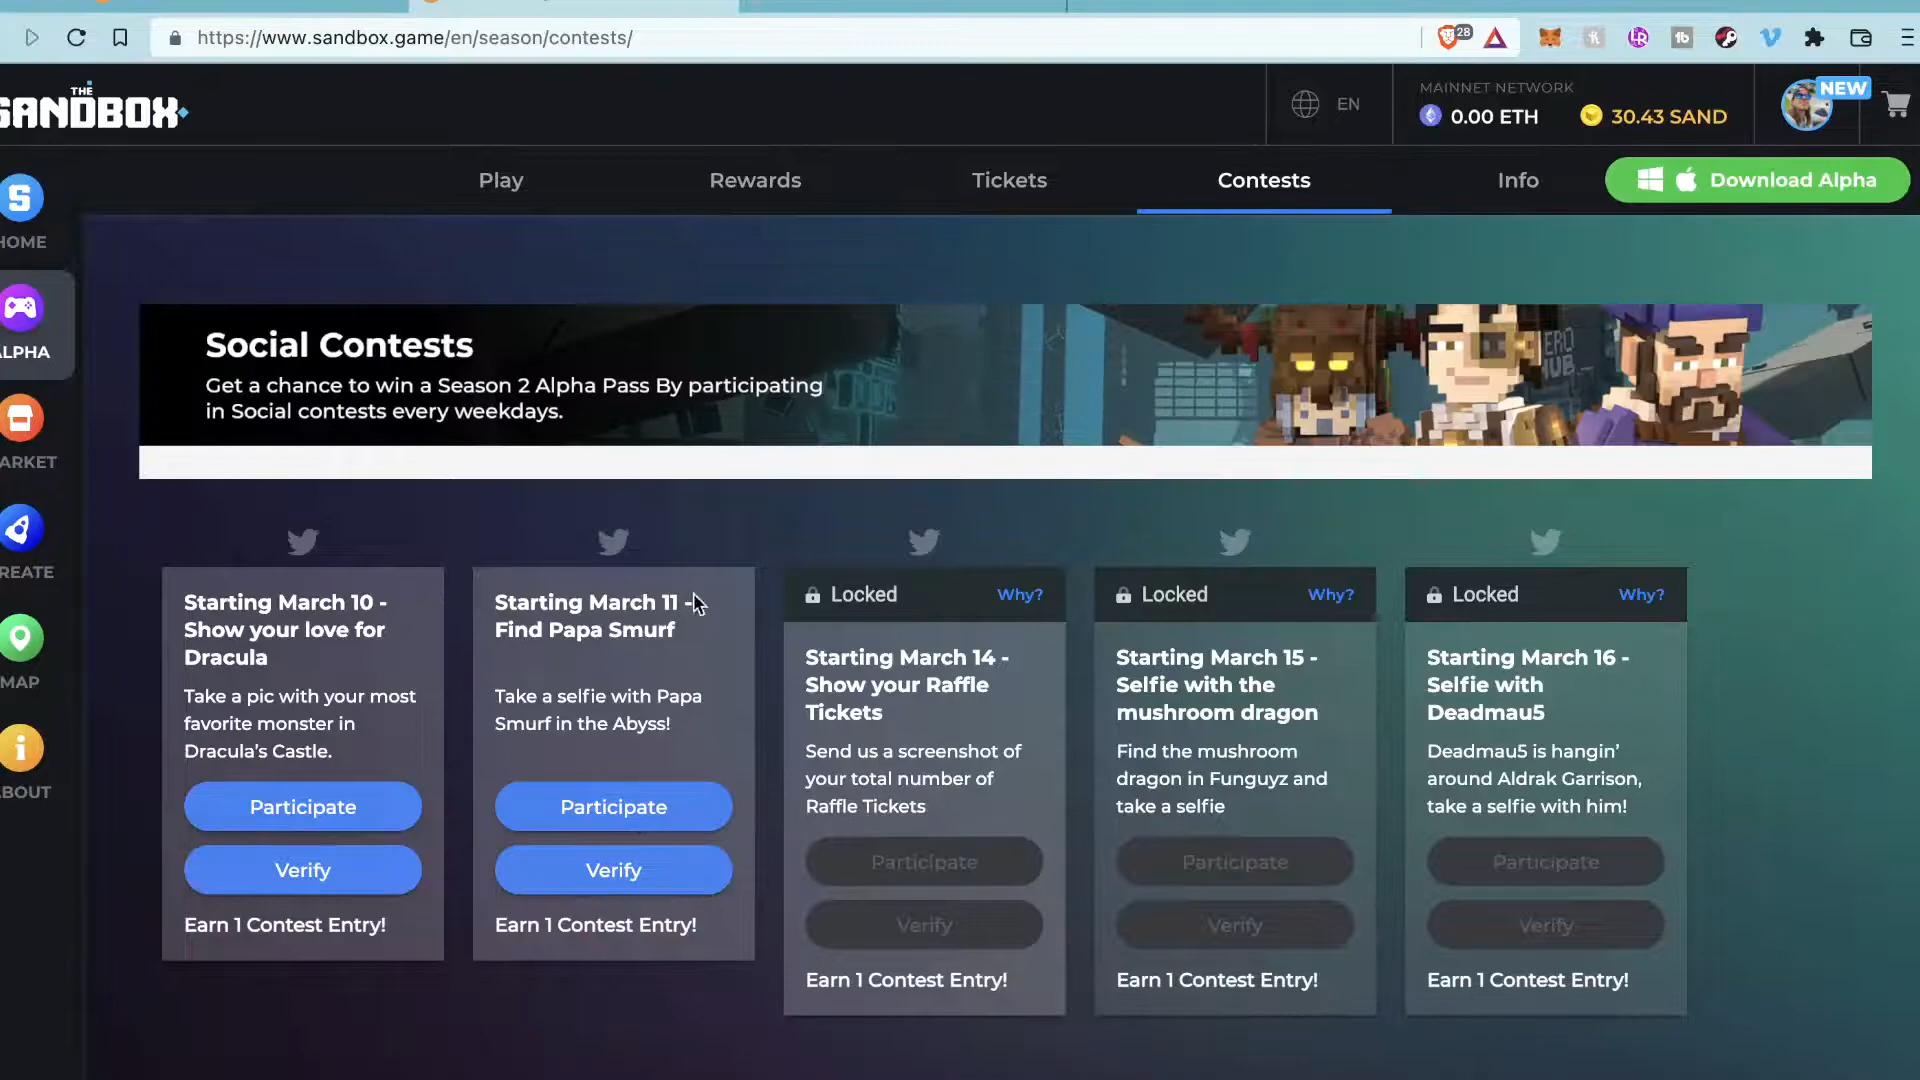 28
https://www.sandbox.game/en/season/contests/
THE
SANDBOX
EN
MAINNET NETWORK
0.00 ETH
30.43 SAND
NEW
Play
Rewards
Tickets
Contests
Info
Download Alpha
HOME
ALPHA
ARKET
REATE
MAP
BOUT
Social Contests
Get a chance to win a Season 2 Alpha Pass By participating
in Social contests every weekdays.
Starting March 10 -
Show your love for
Dracula
Take a pic with your most
favorite monster in
Dracula's Castle.
Participate
Verify
Earn 1 Contest Entry!
Starting March 11 -
Find Papa Smurf
Take a selfie with Papa
Smurf in the Abyss!
Participate
Verify
Earn 1 Contest Entry!
Locked
Why?
Starting March 14 -
Show your Raffle
Tickets
Send us a screenshot of
your total number of
Raffle Tickets
Participate
Verify
Earn 1 Contest Entry!
Locked
Why?
Starting March 15 -
Selfie with the
mushroom dragon
Find the mushroom
dragon in Funguyz and
take a selfie
Participate
Verify
Earn 1 Contest Entry!
Locked
Why?
Starting March 16 -
Selfie with
Deadmau5
Deadmau5 is hangin'
around Aldrak Garrison,
take a selfie with him!
Participate
Verify
Earn 1 Contest Entry!